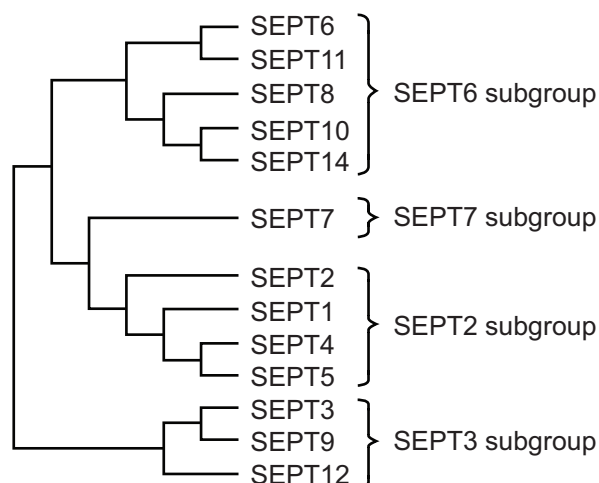 SEPT6
SEPT11
SEPT8
SEPT6 subgroup
SEPT10
SEPT14
SEPT7
SEPT7 subgroup
SEPT2
SEPT1
SEPT2 subgroup
SEPT4
SEPT5
SEPT3
SEPT9
SEPT3 subgroup
SEPT12